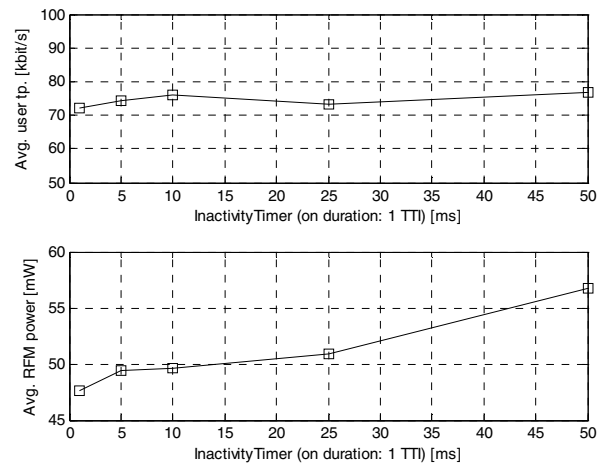 100
90
80
70
60
50
Avg. user tp. [kbit/s]
0 5 10 15 20 25 30 35 40 45 50
InactivityTimer (on duration: 1 TTI) [ms]
60
55
50
45
Avg. RFM power [mW]
0 5 10 15 20 25 30 35 40 45 50
InactivityTimer (on duration: 1 TTI) [ms]